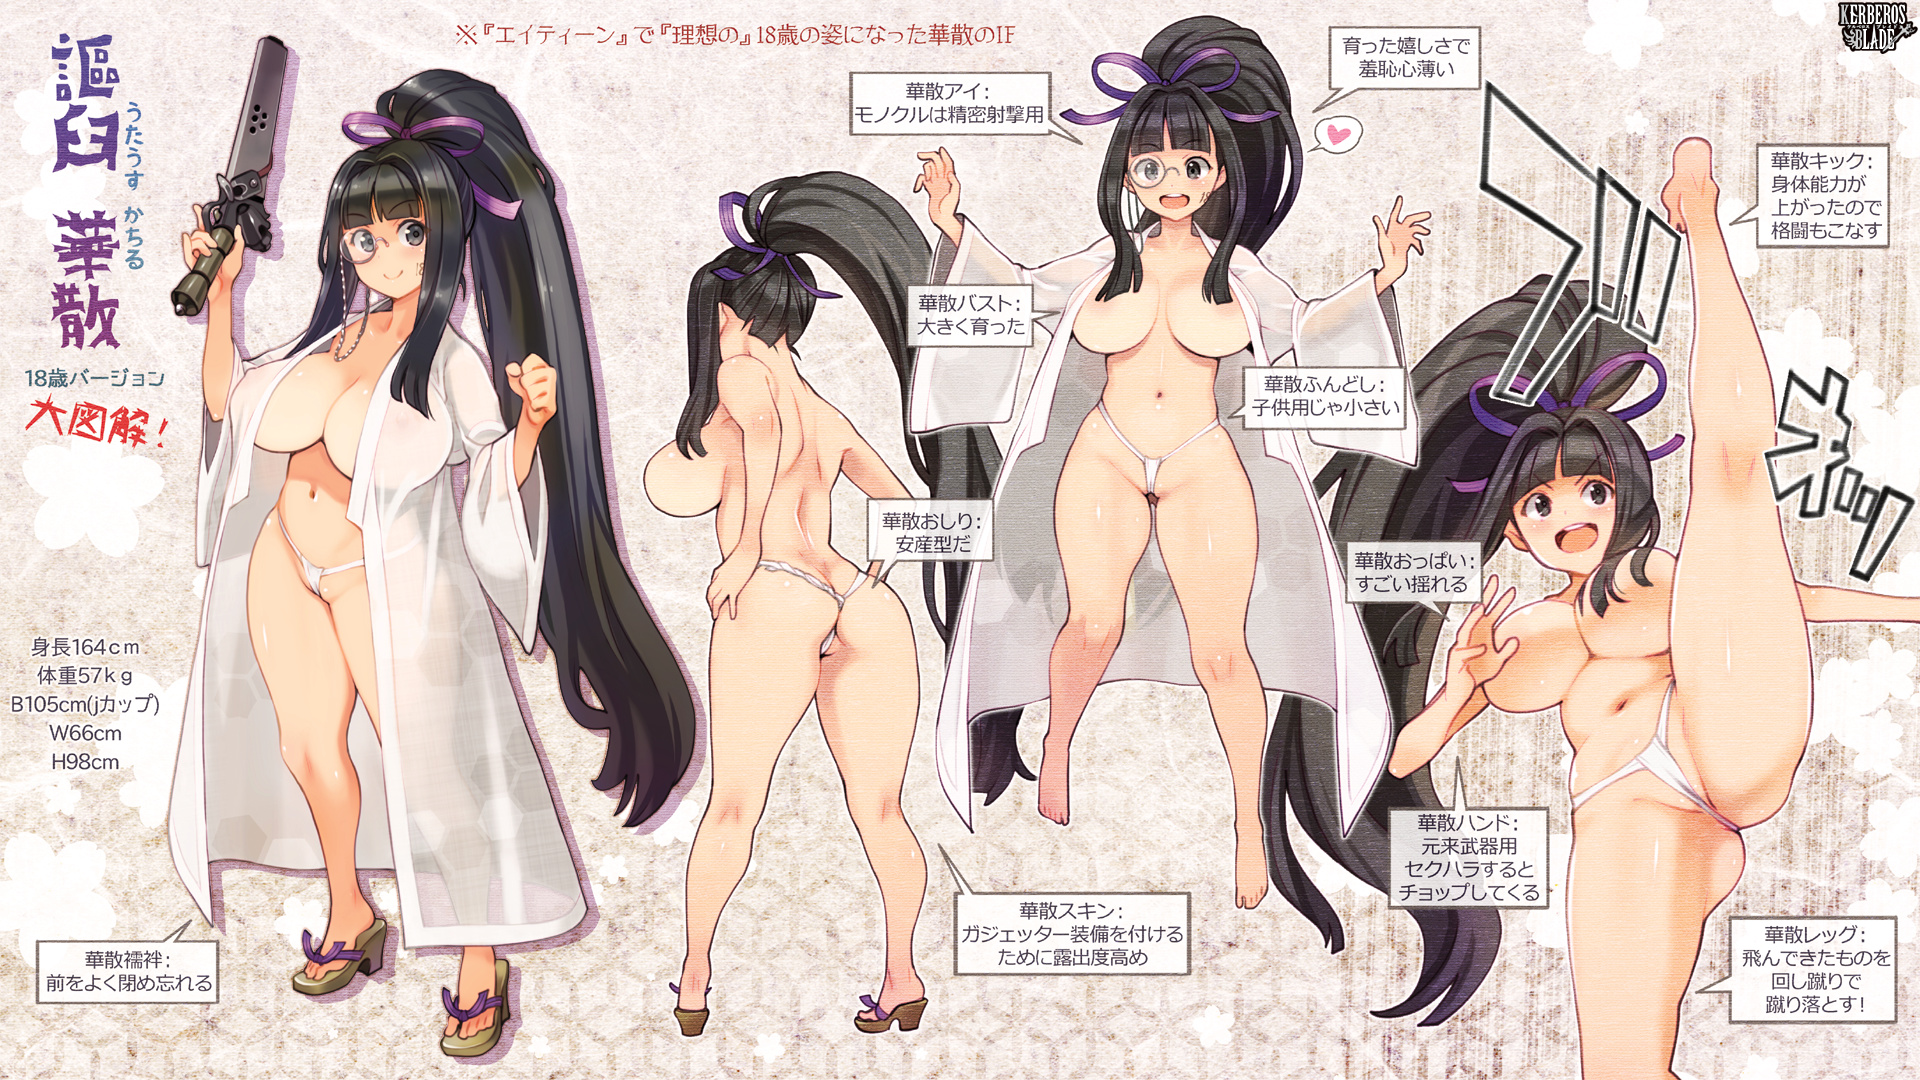 ※『エイティーン』で『理想の』18歳の姿になった華散のIF
KERBEROS
BLADE
謳臼 華散
うたうす かちる
18歳バージョン
大図解!
身長164cm
体重57kg
B105cm(jカップ)
W66cm
H98cm
華散襦袢:
前をよく閉め忘れる
華散アイ:
モノクルは精密射撃用
育った嬉しさで
羞恥心薄い
華散バスト:
大きく育った
華散ふんどし:
子供用じゃ小さい
華散おしり:
安産型だ
華散スキン:
ガジェッター装備を付ける
ために露出度高め
華散キック:
身体能力が
上がったので
格闘もこなす
ブロ
ギュッ
華散おっぱい:
すごい揺れる
華散ハンド:
元来武器用
セクハラすると
チョップしてくる
華散レッグ:
飛んできたものを
回し蹴りで
蹴り落とす!